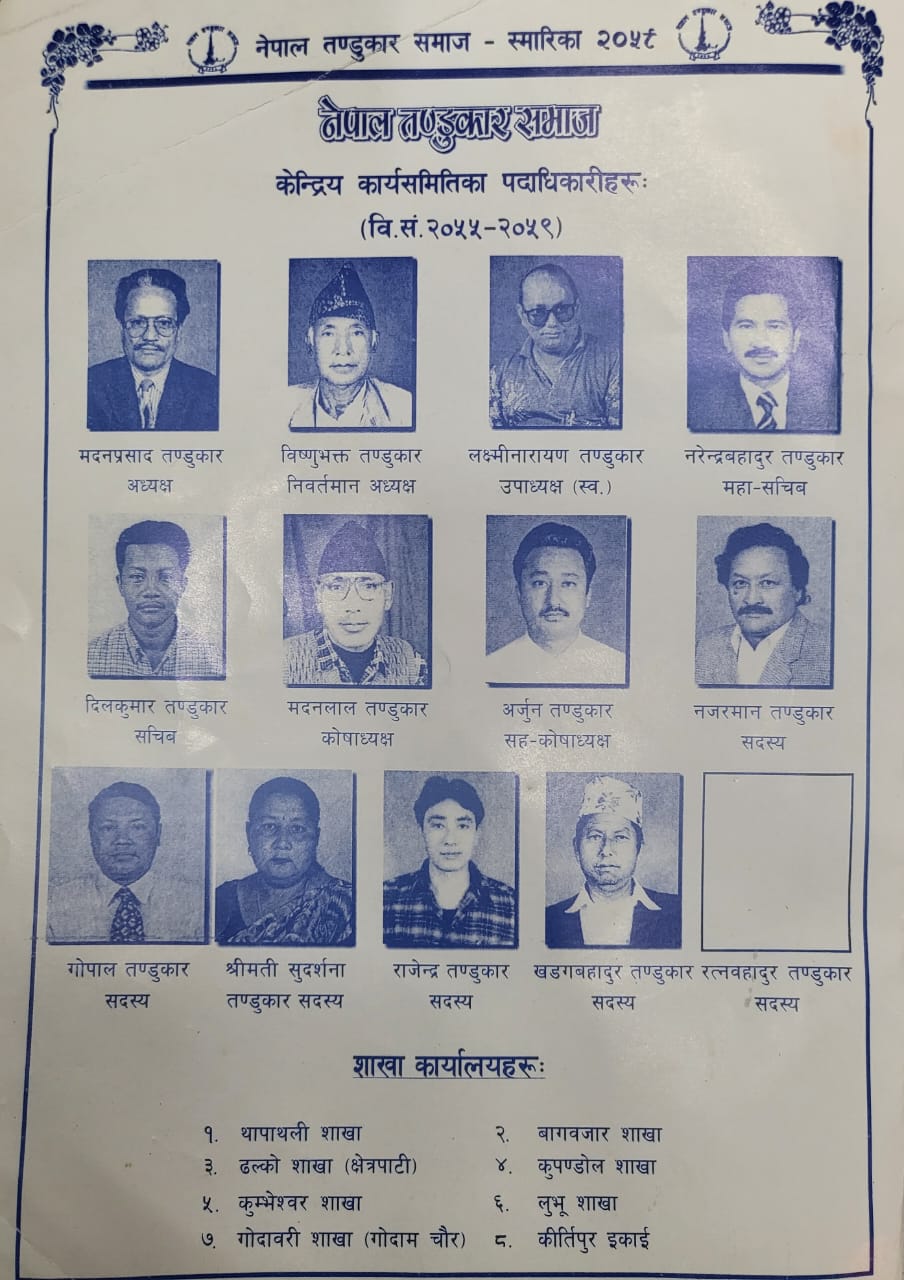 नेपाल तण्डुकार समाज - स्मारिका २०५८
नेपाल तण्डुकार समाज
केन्द्रिय कार्यसमितिका पदाधिकारीहरूः
(वि.सं.२०५५-२०५९)
मदनप्रसाद तण्डुकार
अध्यक्ष
विष्णुभक्त तण्डुकार
निवर्तमान अध्यक्ष
लक्ष्मीनारायण तण्डुकार
उपाध्यक्ष (स्व.)
नरेन्द्रबहादुर तण्डुकार
महा-सचिब
दिलकुमार तण्डुकार
सचिब
मदनलाल तण्डुकार
कोषाध्यक्ष
अर्जुन तण्डुकार
सह-कोषाध्यक्ष
नजरमान तण्डुकार
सदस्य
गोपाल तण्डुकार
सदस्य
श्रीमती सुदर्शना
तण्डुकार सदस्य
राजेन्द्र तण्डुकार
सदस्य
खडगबहादुर तण्डुकार
सदस्य
रत्नवहादुर तण्डुकार
सदस्य
शाखा कार्यालयहरूः
१. थापाथली शाखा
२. बागवजार शाखा
३. ढल्को शाखा (क्षेत्रपाटी)
४. कुपण्डोल शाखा
५. कुम्भेश्वर शाखा
६. लुभू शाखा
७. गोदावरी शाखा (गोदाम चौर)
८. कीर्तिपुर इकाई